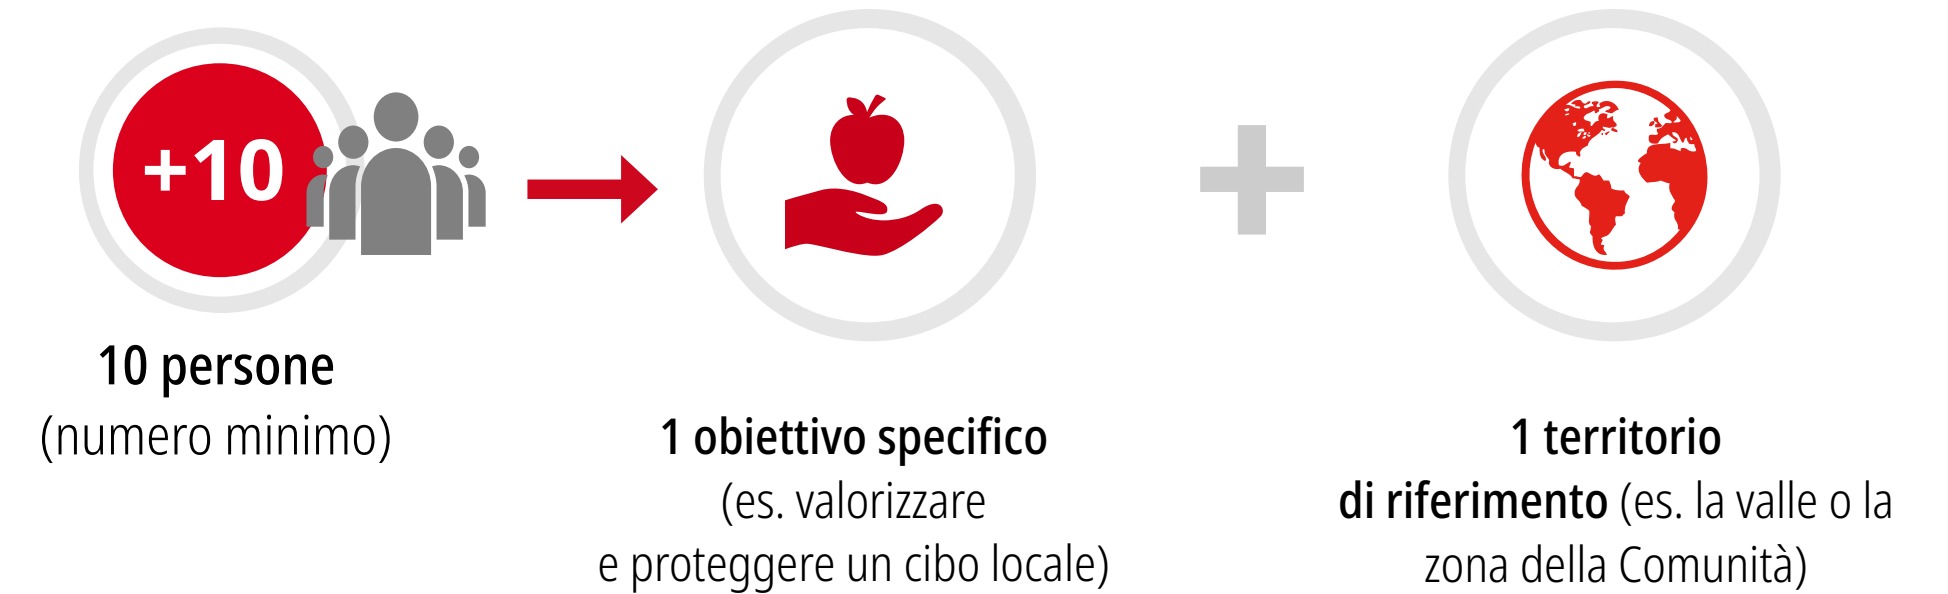 +10
10 persone
(numero minimo)
1 obiettivo specifico
(es. valorizzare
e proteggere un cibo locale)
1 territorio
di riferimento (es. la valle o la
zona della Comunità)